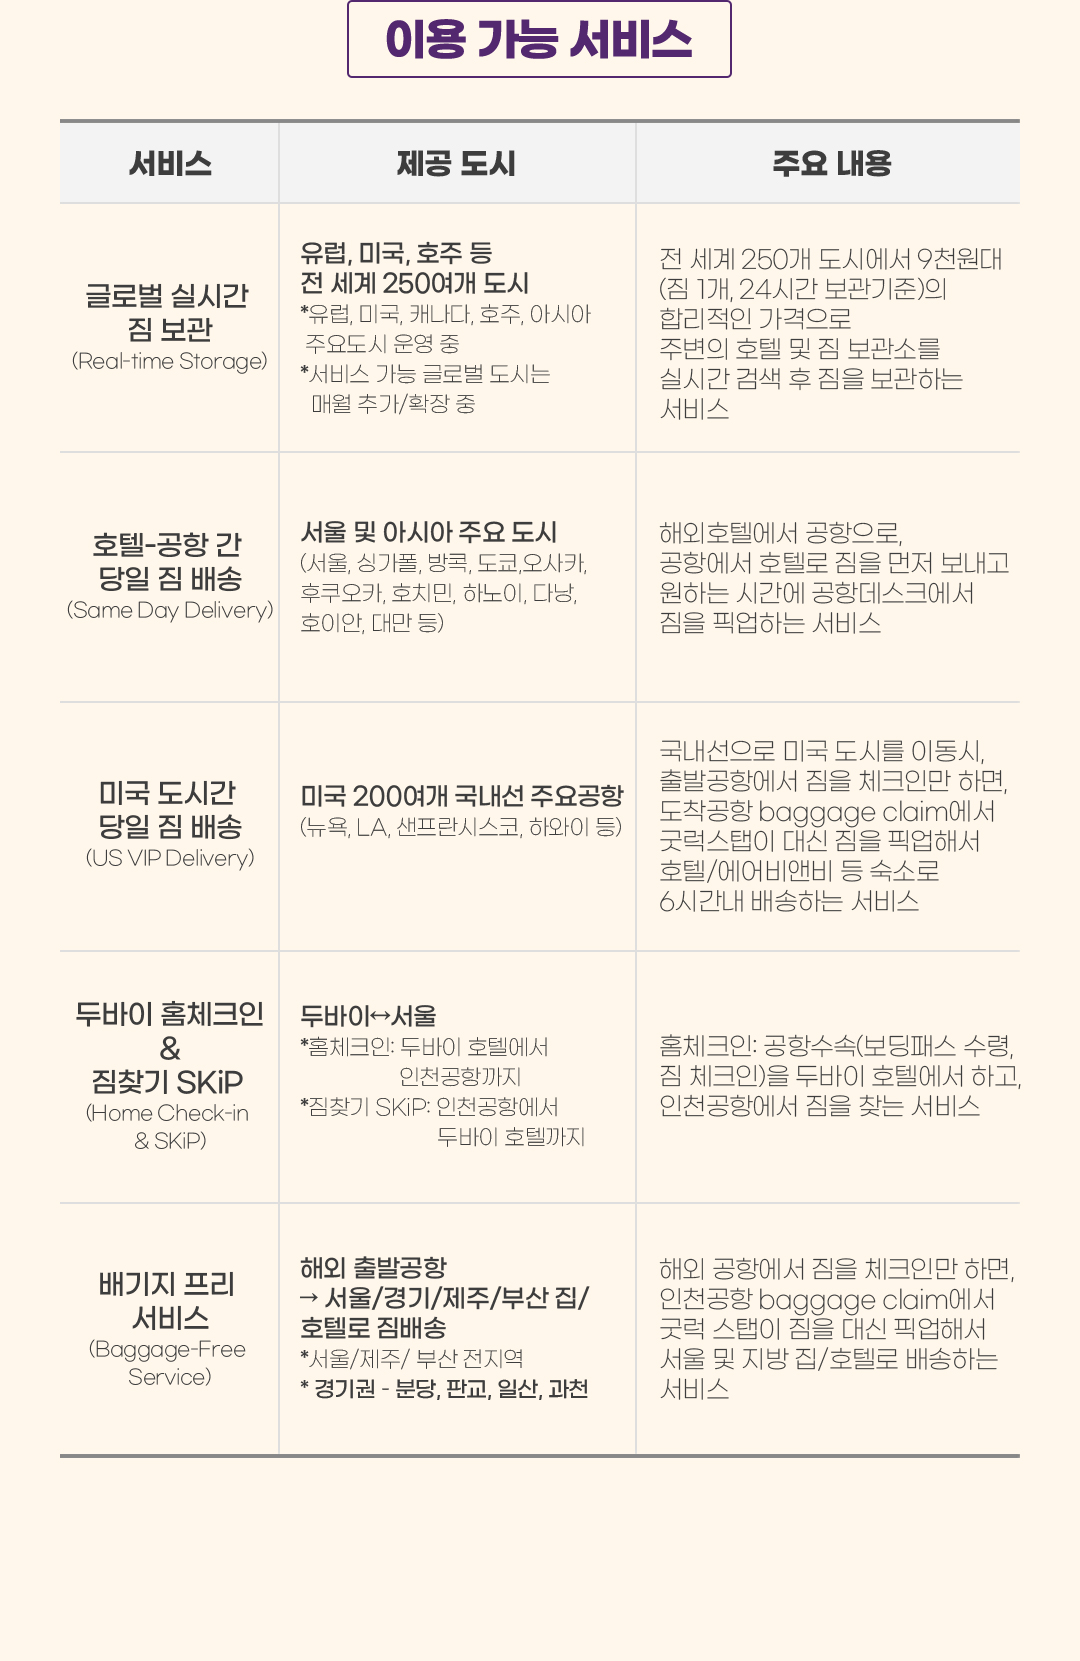 이용 가능 서비스
서비스
제공 도시
주요 내용
글로벌 실시간
짐 보관
(Real-time Storage)
유럽, 미국, 호주 등
전 세계 250여개 도시
*유럽, 미국, 캐나다, 호주, 아시아
주요도시 운영 중
*서비스 가능 글로벌 도시는
매월 추가/확장 중
전 세계 250개 도시에서 9천원대
(짐 1개, 24시간 보관기준)의
합리적인 가격으로
주변의 호텔 및 짐 보관소를
실시간 검색 후 짐을 보관하는
서비스
호텔-공항 간
당일 짐 배송
(Same Day Delivery)
서울 및 아시아 주요 도시
(서울, 싱가폴, 방콕, 도쿄,오사카,
후쿠오카, 호치민, 하노이, 다낭,
호이안, 대만 등)
해외호텔에서 공항으로,
공항에서 호텔로 짐을 먼저 보내고
원하는 시간에 공항데스크에서
짐을 픽업하는 서비스
미국 도시간
당일 짐 배송
(US VIP Delivery)
미국 200여개 국내선 주요공항
(뉴욕, LA, 샌프란시스코, 하와이 등)
국내선으로 미국 도시를 이동시,
출발공항에서 짐을 체크인만 하면,
도착공항 baggage claim에서
굿럭스탭이 대신 짐을 픽업해서
호텔/에어비앤비 등 숙소로
6시간내 배송하는 서비스
두바이 홈체크인
&
짐찾기 SKiP
(Home Check-in
& SKiP)
두바이↔서울
*홈체크인: 두바이 호텔에서
인천공항까지
*짐찾기 SKiP: 인천공항에서
두바이 호텔까지
홈체크인: 공항수속(보딩패스 수령,
짐 체크인)을 두바이 호텔에서 하고,
인천공항에서 짐을 찾는 서비스
배기지 프리
서비스
(Baggage-Free
Service)
해외 출발공항
→ 서울/경기/제주/부산 집/
호텔로 짐배송
*서울/제주/ 부산 전지역
* 경기권 - 분당, 판교, 일산, 과천
해외 공항에서 짐을 체크인만 하면,
인천공항 baggage claim에서
굿럭 스탭이 짐을 대신 픽업해서
서울 및 지방 집/호텔로 배송하는
서비스